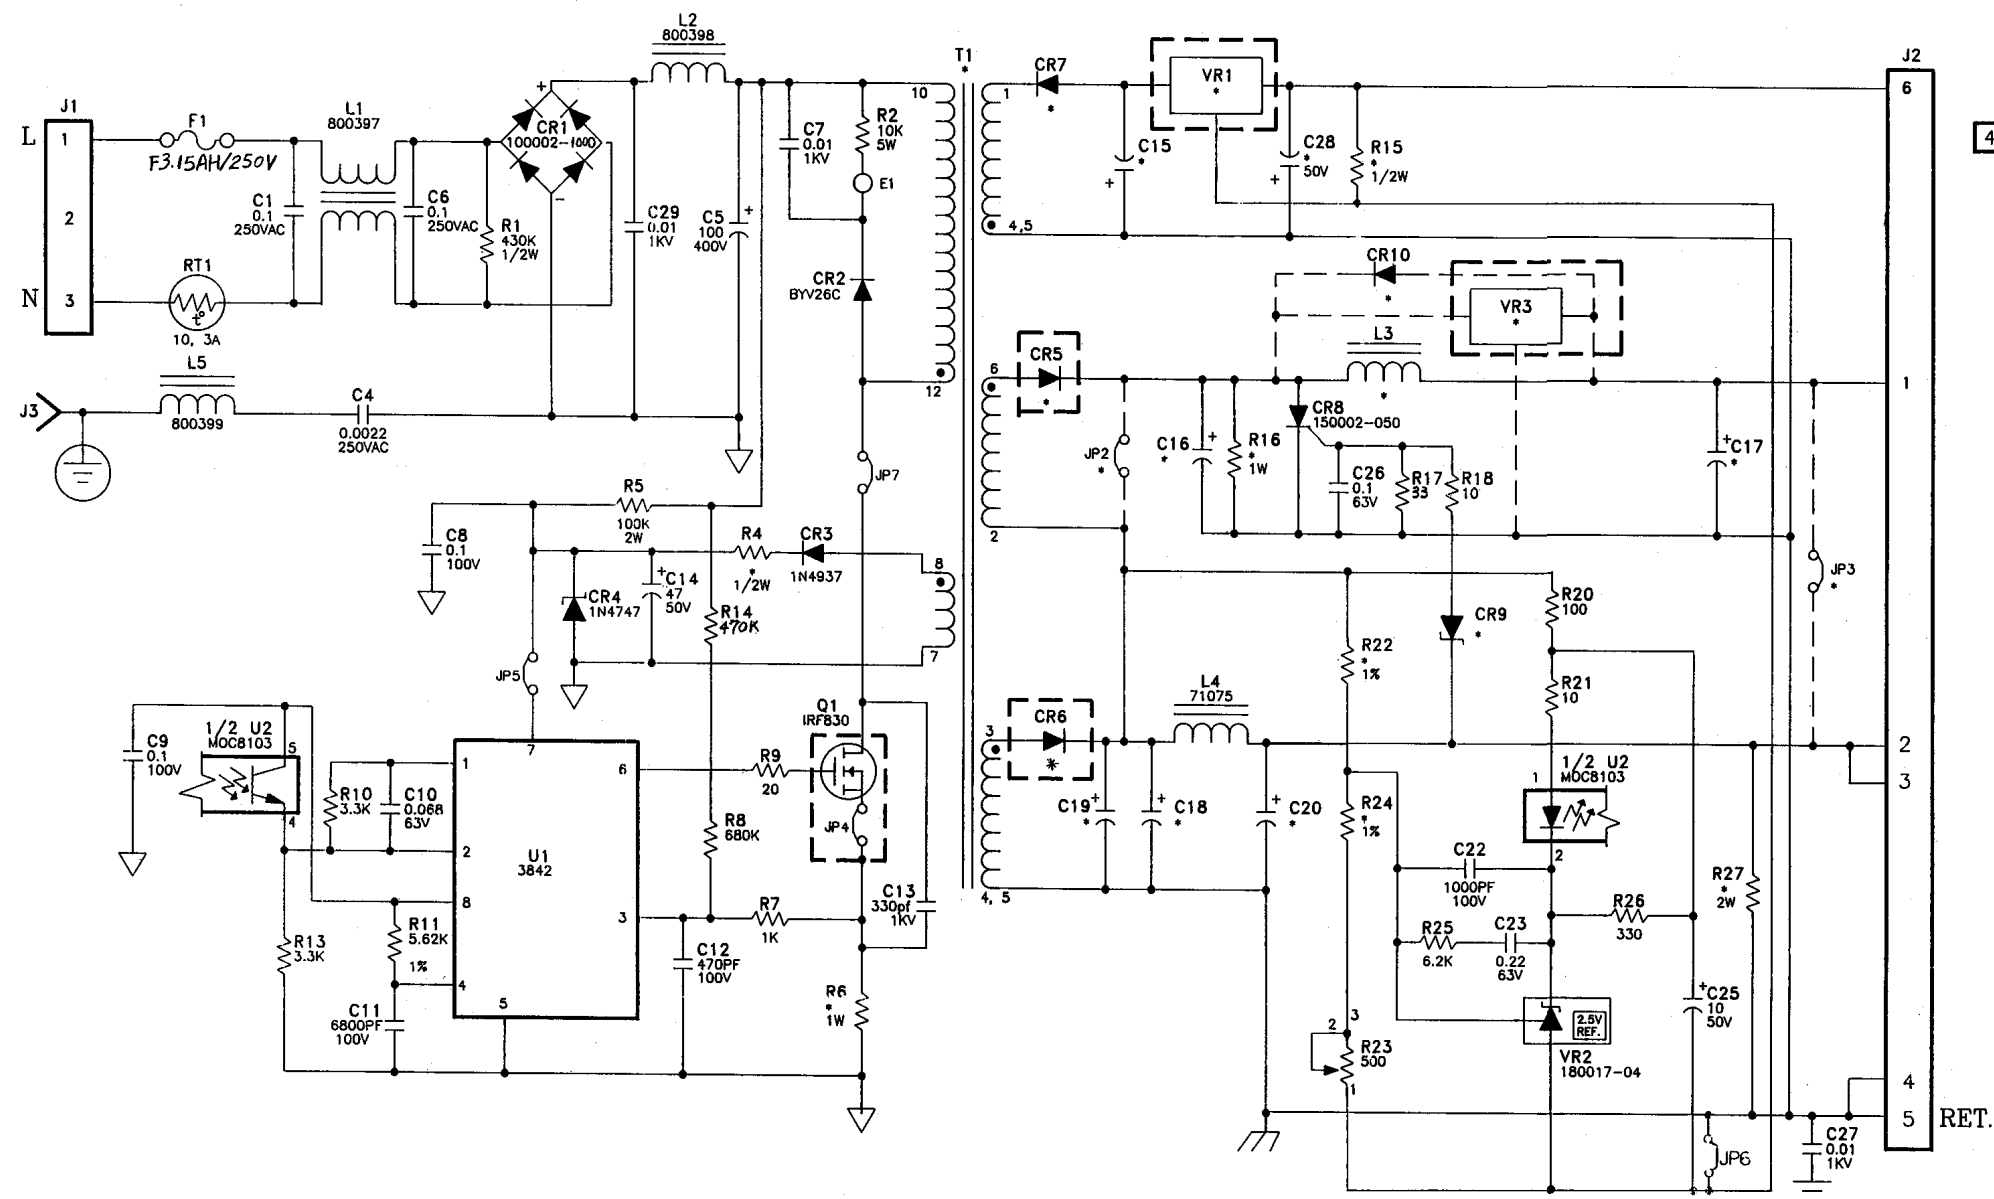 L2
800398
T1
*
J2
CR7
*
VR1
*
6
J1
L
1
F1
F3.15AH/250V
L1
800397
+
CR1
100002-1000
-
10
1
C7
0.01
1KV
R2
10K
5W
E1
C15
*
+
C28
*
50V
+
R15
*
1/2W
4
C1
0.1
250VAC
C6
0.1
250VAC
R1
430K
1/2W
C29
0.01
1KV
C5
100
400V
+
2
4,5
RT1
t°
10, 3A
N
3
CR2
BYV26C
CR10
*
VR3
*
L5
800399
J3
C4
0.0022
250VAC
12
6
CR5
*
L3
*
1
CR8
150002-050
JP2
*
C16
*
+
R16
*
1W
C26
0.1
63V
R17
33
R18
10
+
C17
*
JP7
2
R5
100K
2W
C8
0.1
100V
R4
*
1/2W
CR3
1N4937
8
CR4
1N4747
+
C14
47
50V
R14
470K
7
JP5
JP3
*
R20
100
CR9
*
R22
*
1%
R21
10
L4
71075
3
CR6
*
2
3
Q1
IRF830
1/2 U2
MOC8103
5
4
C9
0.1
100V
7
1
6
R9
20
R10
3.3K
C10
0.068
63V
JP4
R8
680K
2
U1
3842
C19
*
+
C18
*
+
C20
*
+
R24
*
1%
1/2 U2
MOC8103
1
2
C22
1000PF
100V
R27
*
2W
C13
330pf
1KV
4, 5
8
3
R7
1K
R11
5.62K
1%
R13
3.3K
C12
470PF
100V
R26
330
R25
6.2K
C23
0.22
63V
4
5
C11
6800PF
100V
R6
*
1W
+
C25
10
50V
2.5V
REF.
VR2
180017-04
2
3
R23
500
1
4
5
RET.
JP6
C27
0.01
1KV